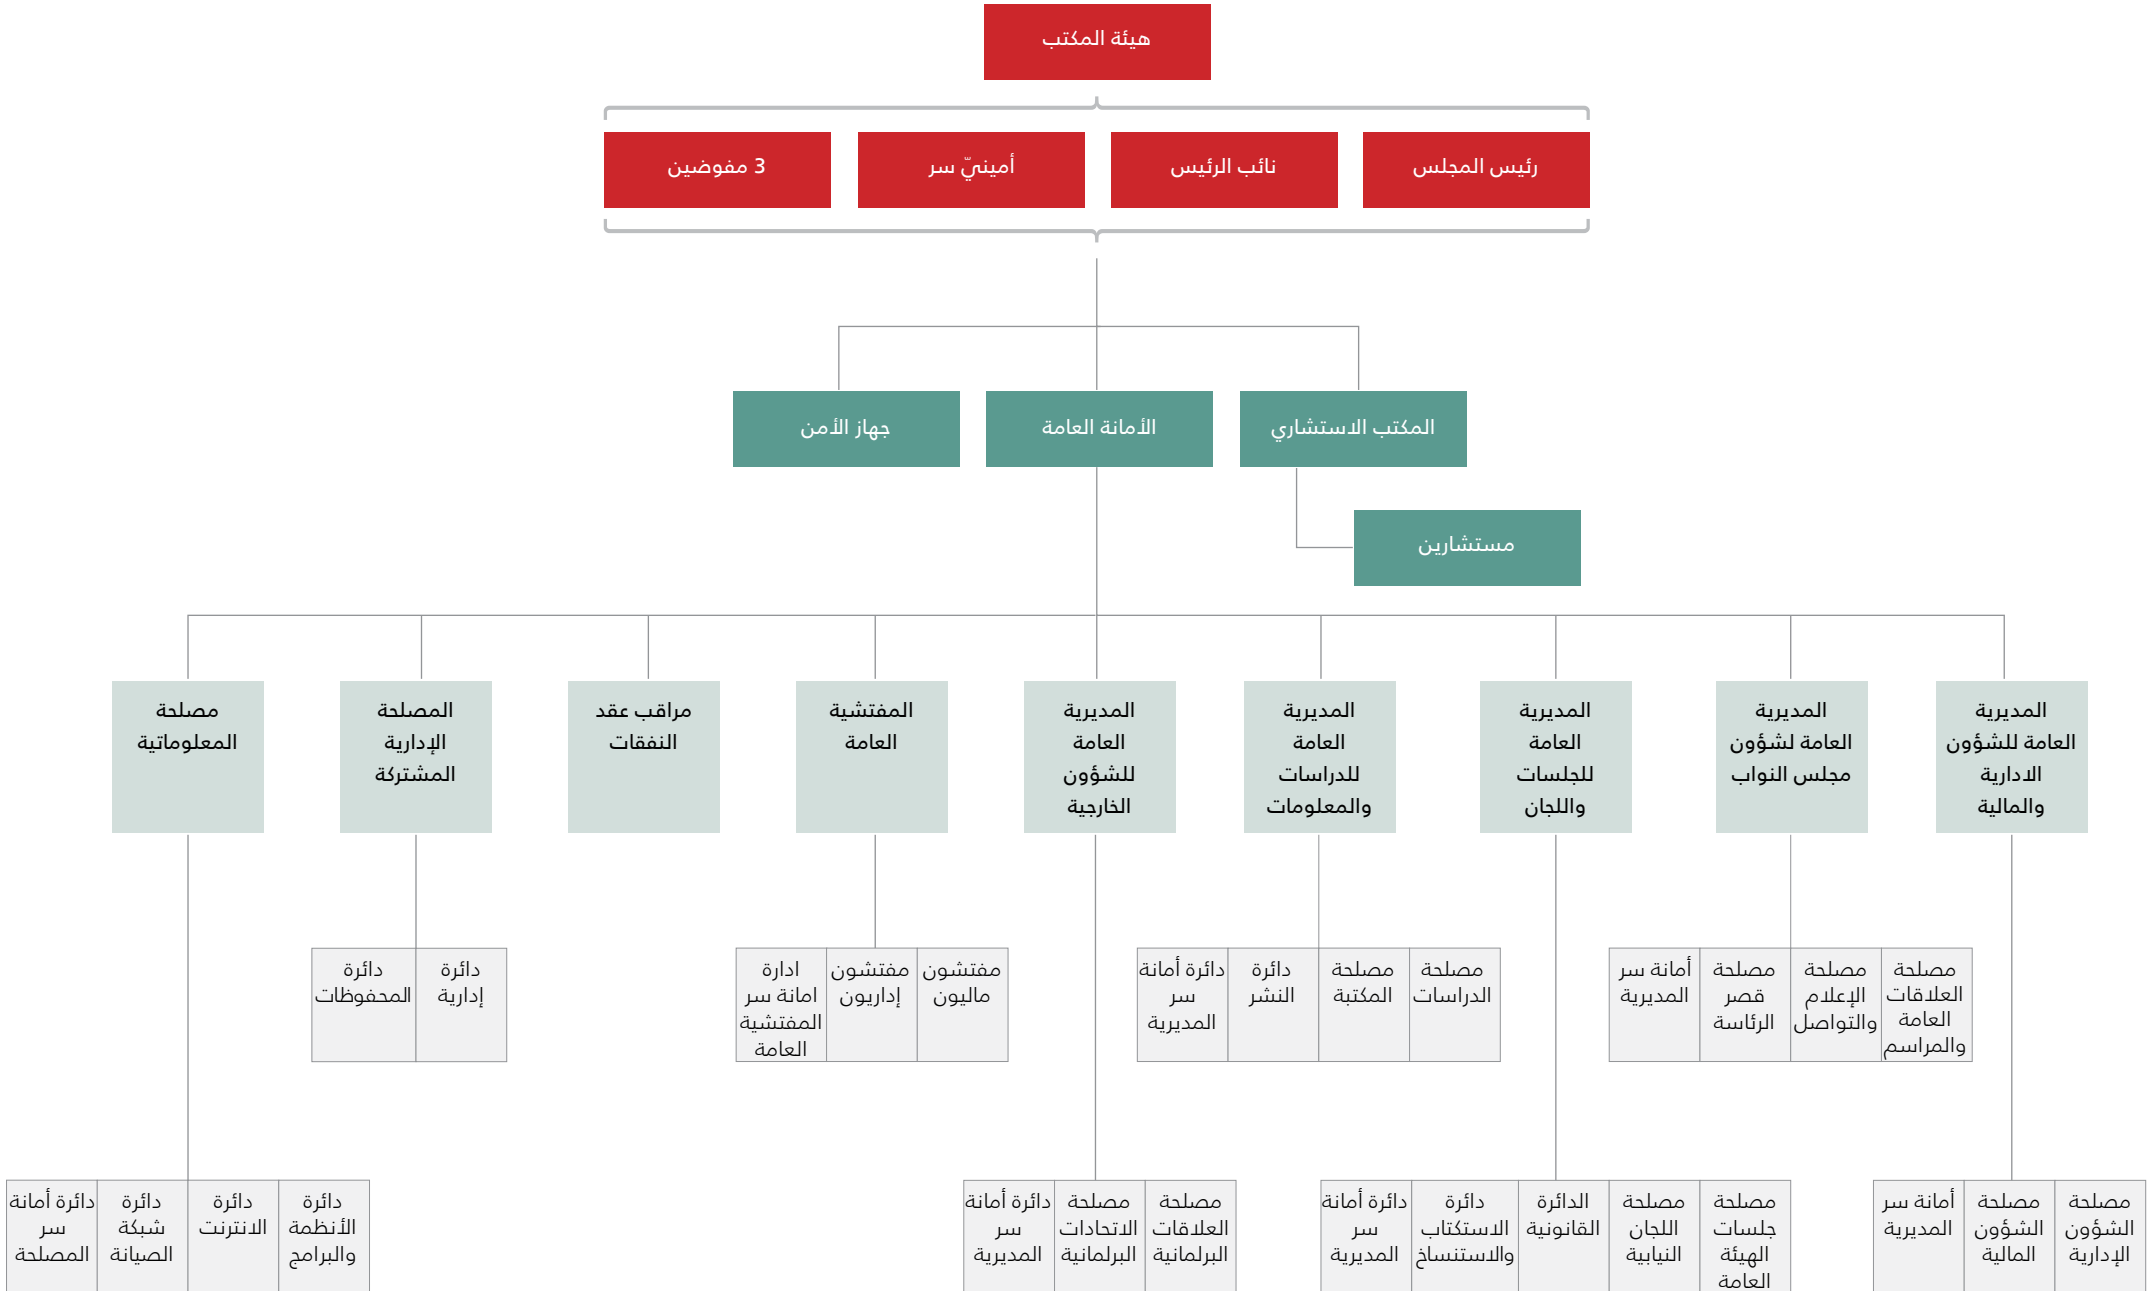 هيئة المكتب
رئيس المجلس
نائب الرئيس
أمينيّ سر
3 مفوضين
المكتب الاستشاري
الأمانة العامة
جهاز الأمن
مستشارين
المديرية
العامة للشؤون
الادارية
والمالية
المديرية
العامة لشؤون
مجلس النواب
المديرية
العامة
للجلسات
واللجان
المديرية
العامة
للدراسات
والمعلومات
المديرية
العامة
للشؤون
الخارجية
المفتشية
العامة
مراقب عقد
النفقات
المصلحة
الإدارية
المشتركة
مصلحة
المعلوماتية
مصلحة
العلاقات
العامة
والمراسم
مصلحة
الإعلام
والتواصل
مصلحة
قصر
الرئاسة
أمانة سر
المديرية
مصلحة
الدراسات
مصلحة
المكتبة
دائرة
النشر
دائرة أمانة
سر
المديرية
مفتشون
ماليون
مفتشون
إداريون
ادارة
امانة سر
المفتشية
العامة
دائرة
إدارية
دائرة
المحفوظات
مصلحة
الشؤون
الإدارية
مصلحة
الشؤون
المالية
أمانة سر
المديرية
مصلحة
جلسات
الهيئة
العامة
مصلحة
اللجان
النيابية
الدائرة
القانونية
دائرة
الاستكتاب
والاستنساخ
دائرة أمانة
سر
المديرية
مصلحة
العلاقات
البرلمانية
مصلحة
الاتحادات
البرلمانية
دائرة أمانة
سر
المديرية
دائرة
الأنظمة
والبرامج
دائرة
الانترنت
دائرة
شبكة
الصيانة
دائرة أمانة
سر
المصلحة